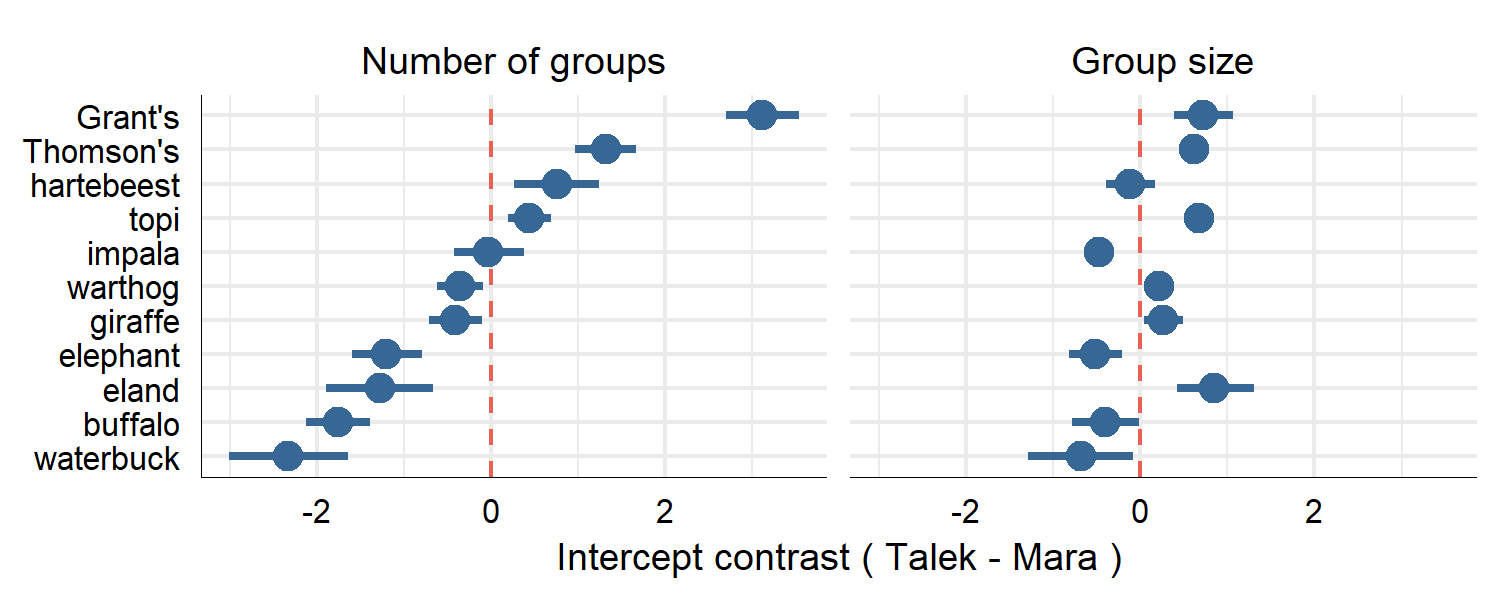 Number of groups
Group size
Grant's
Thomson's
hartebeest
topi
impala
warthog
giraffe
elephant
eland
buffalo
waterbuck
-2 0 2
-2 0 2
Intercept contrast ( Talek - Mara )